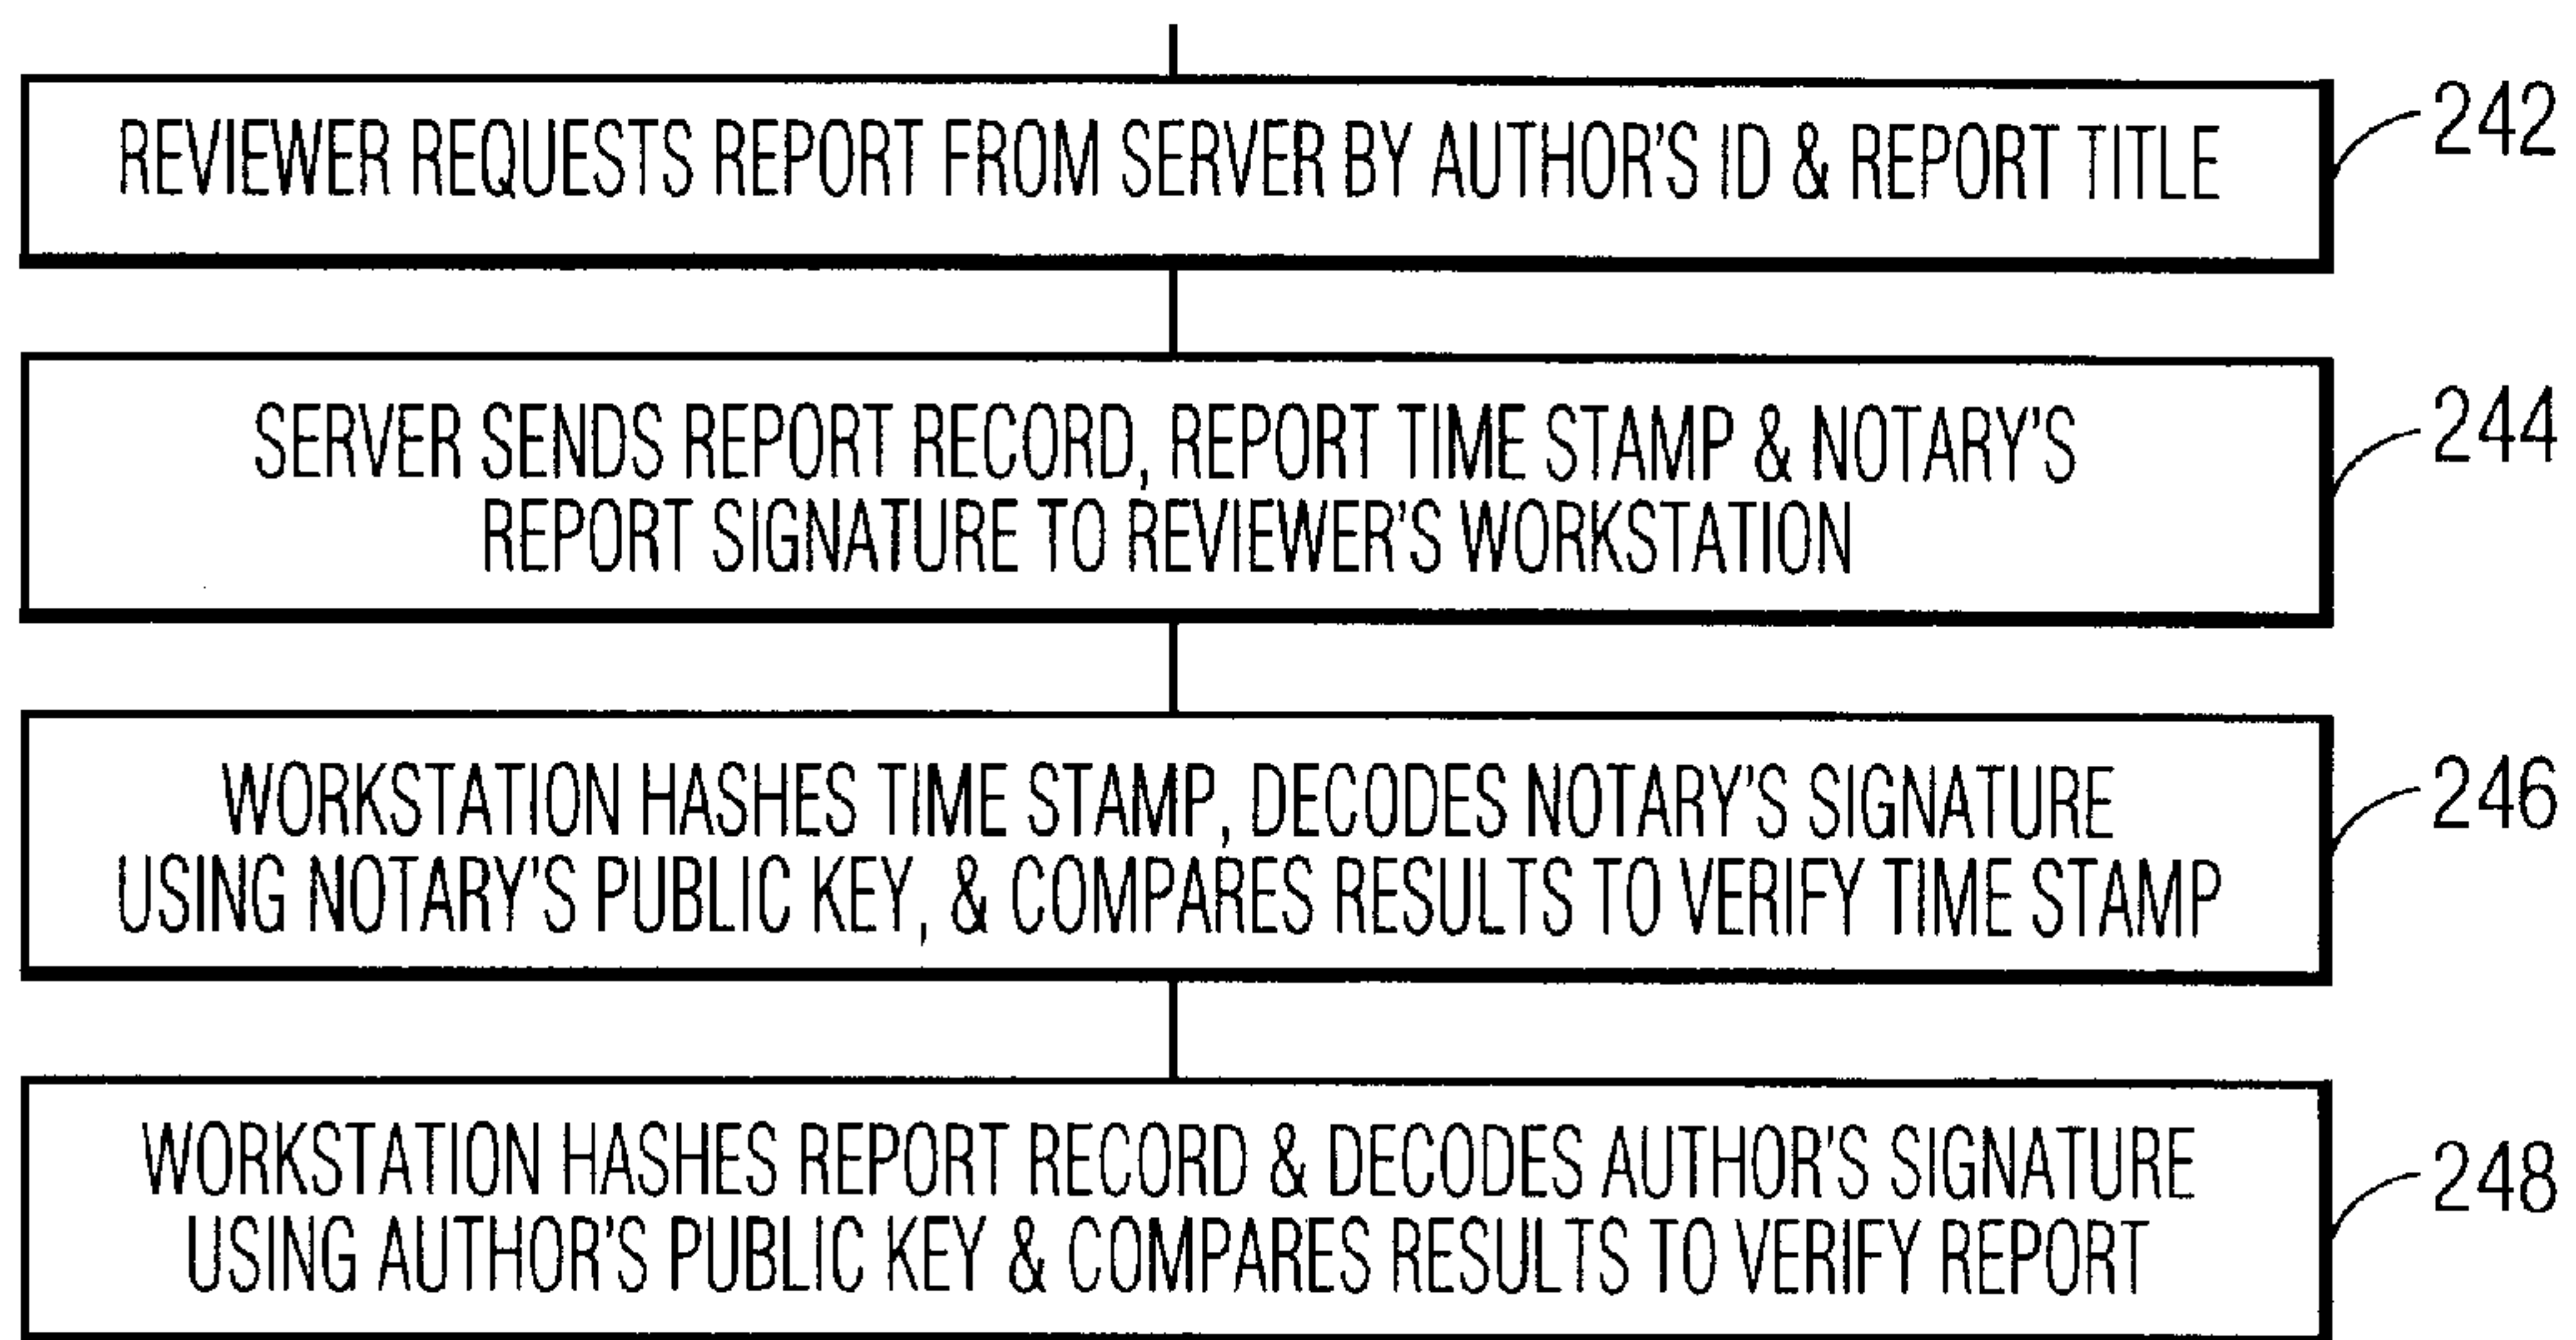 REVIEWER REQUESTS REPORT FROM SERVER BY AUTHOR'S ID & REPORT TITLE
242
SERVER SENDS REPORT RECORD, REPORT TIME STAMP & NOTARY'S
REPORT SIGNATURE TO REVIEWER'S WORKSTATION
244
WORKSTATION HASHES TIME STAMP, DECODES NOTARY'S SIGNATURE
USING NOTARY'S PUBLIC KEY, & COMPARES RESULTS TO VERIFY TIME STAMP
246
WORKSTATION HASHES REPORT RECORD & DECODES AUTHOR'S SIGNATURE
USING AUTHOR'S PUBLIC KEY & COMPARES RESULTS TO VERIFY REPORT
248